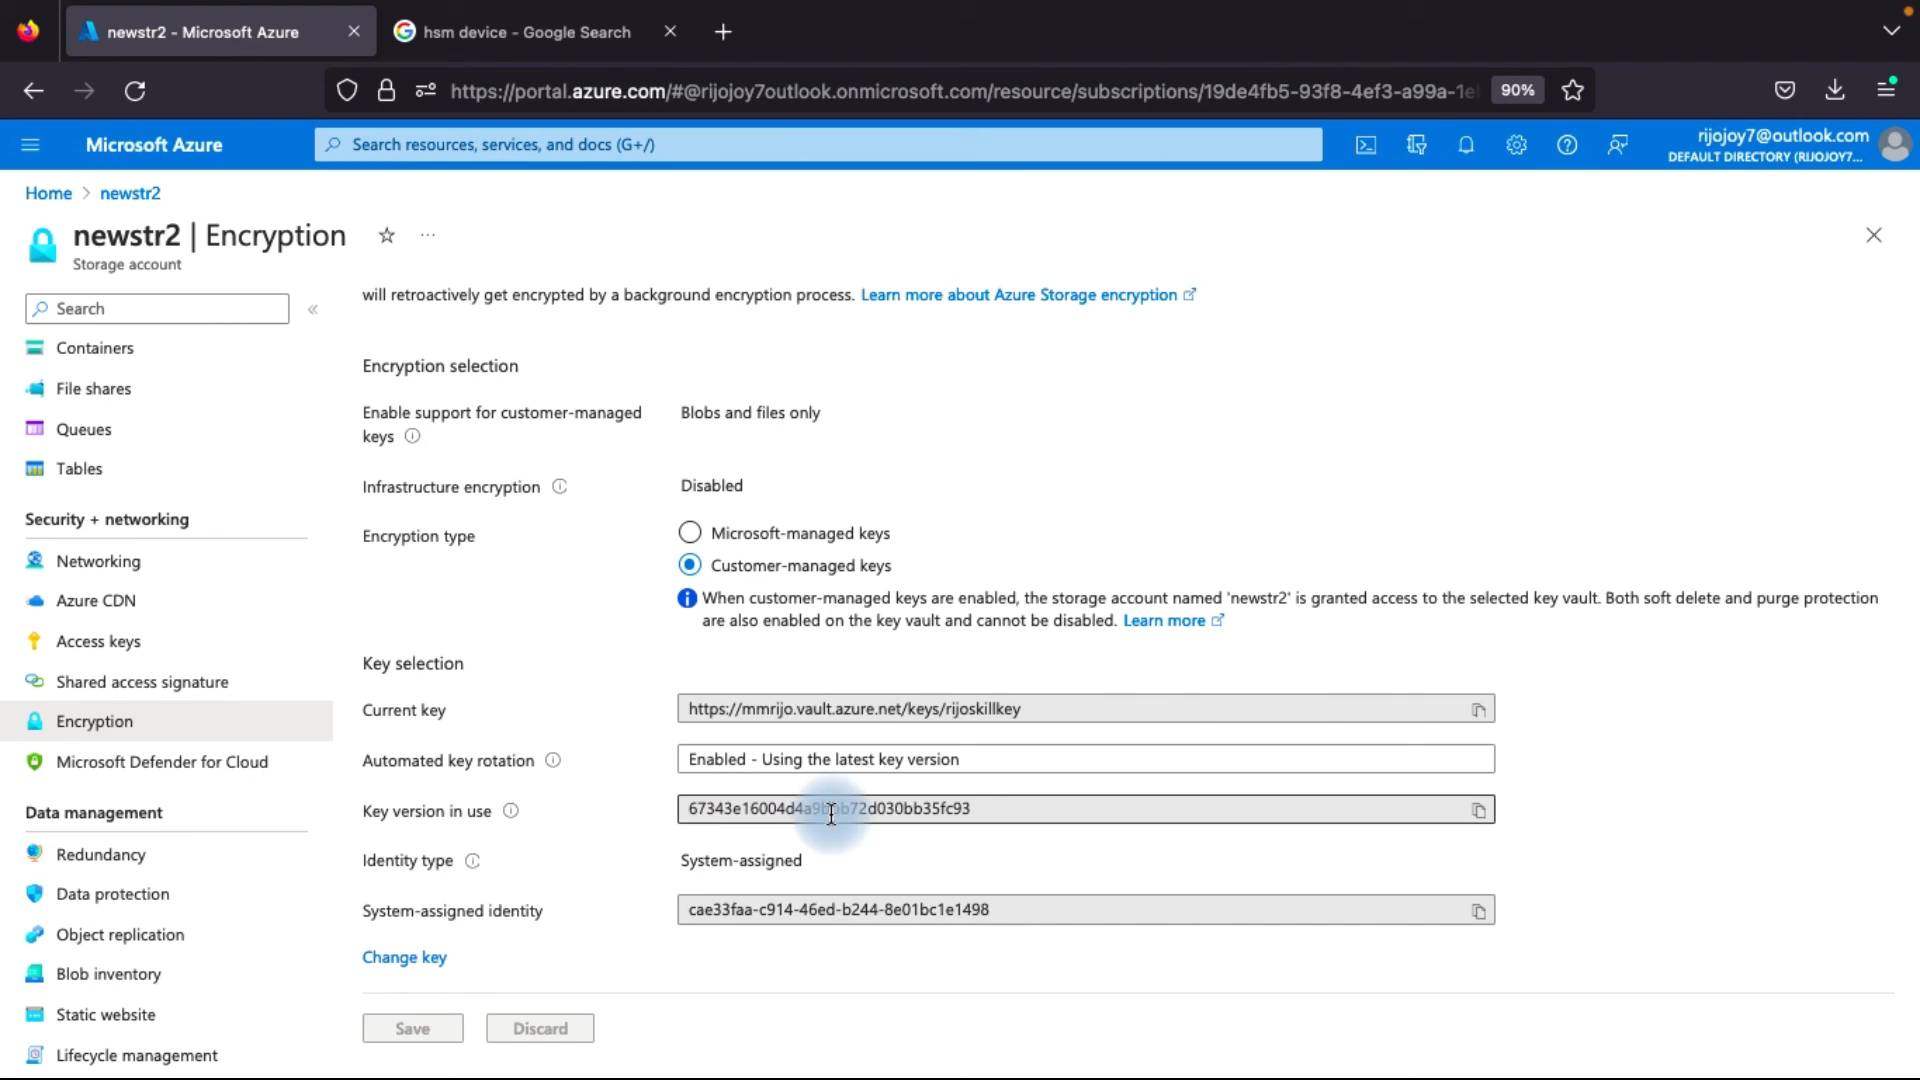 newstr2 - Microsoft Azure
hsm device - Google Search
https://portal.azure.com/#@rijojoy7outlook.onmicrosoft.com/resource/subscriptions/19de4fb5-93f8-4ef3-a99a-1e
90%
Microsoft Azure
Search resources, services, and docs (G+/)
rijojoy7@outlook.com
DEFAULT DIRECTORY (RIJOJOY7...
Home > newstr2
newstr2 | Encryption
Storage account
Search
Containers
File shares
Queues
Tables
Security + networking
Networking
Azure CDN
Access keys
Shared access signature
Encryption
Microsoft Defender for Cloud
Data management
Redundancy
Data protection
Object replication
Blob inventory
Static website
Lifecycle management
will retroactively get encrypted by a background encryption process. Learn more about Azure Storage encryption
Encryption selection
Enable support for customer-managed keys
Blobs and files only
Infrastructure encryption
Disabled
Encryption type
Microsoft-managed keys
Customer-managed keys
When customer-managed keys are enabled, the storage account named 'newstr2' is granted access to the selected key vault. Both soft delete and purge protection
are also enabled on the key vault and cannot be disabled. Learn more
Key selection
Current key
https://mmrijo.vault.azure.net/keys/rijoskillkey
Automated key rotation
Enabled - Using the latest key version
Key version in use
Identity type
System-assigned
System-assigned identity
cae33faa-c914-46ed-b244-8e01bc1e1498
Change key
Save
Discard